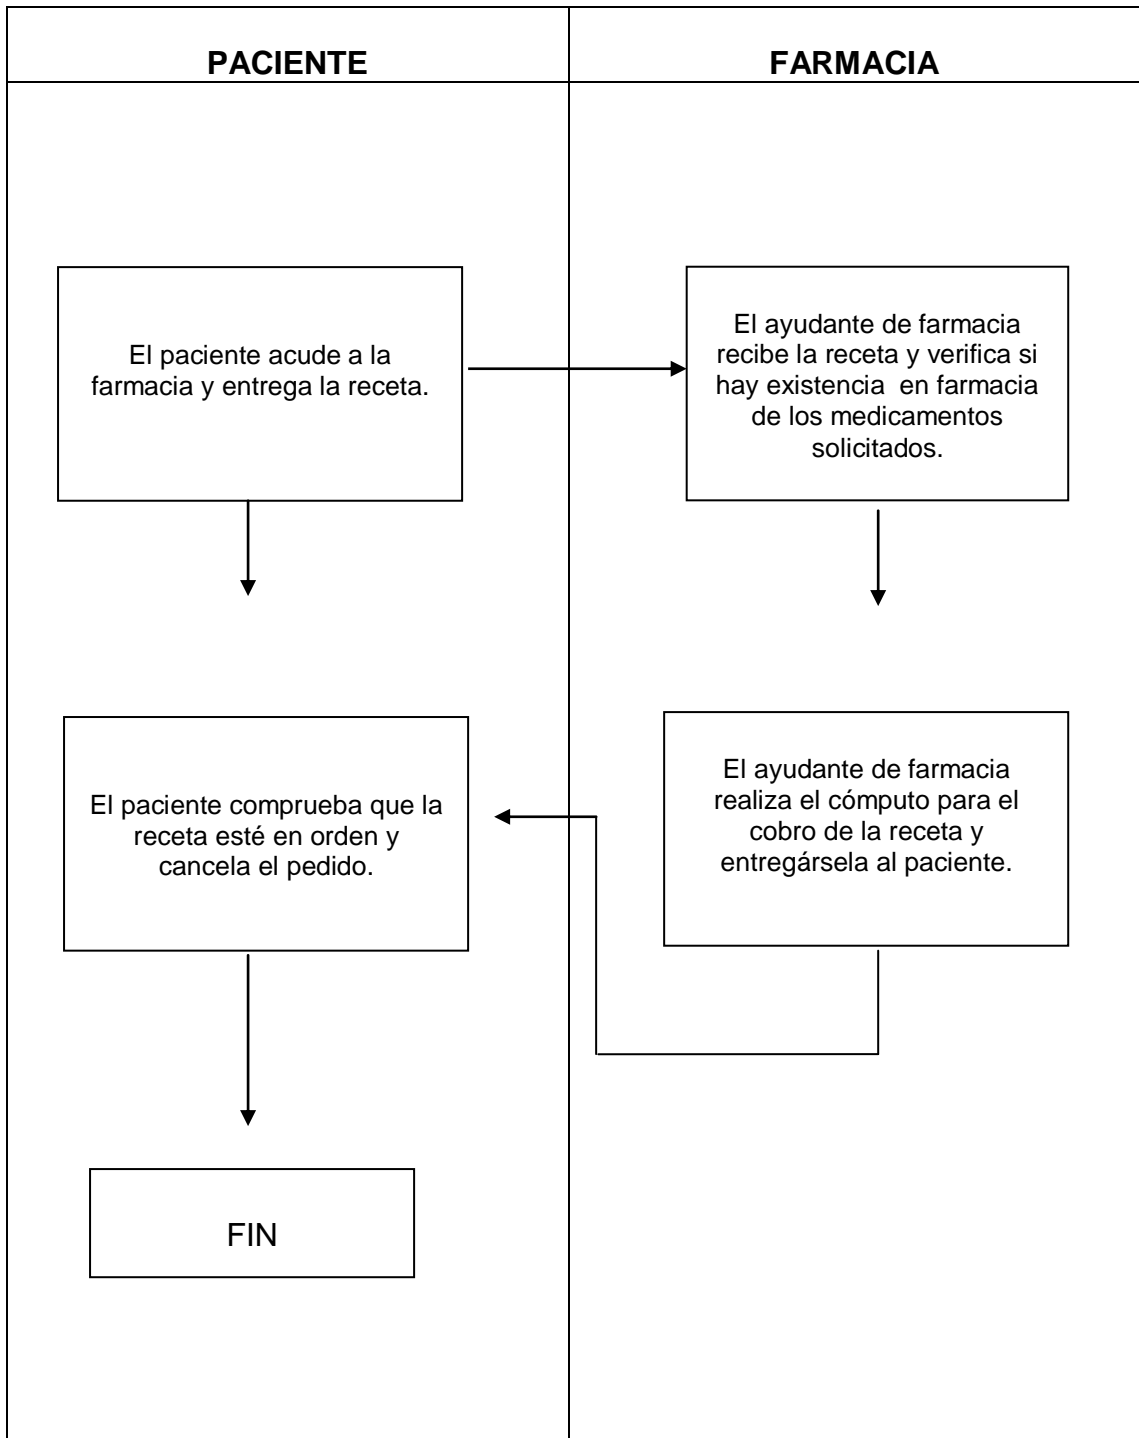 PACIENTE
FARMACIA
El paciente acude a la
farmacia y entrega la receta.
El ayudante de farmacia
recibe la receta y verifica si
hay existencia  en farmacia
de los medicamentos
solicitados.
El paciente comprueba que la
receta esté en orden y
cancela el pedido.
El ayudante de farmacia
realiza el cómputo para el
cobro de la receta y
entregársela al paciente.
FIN